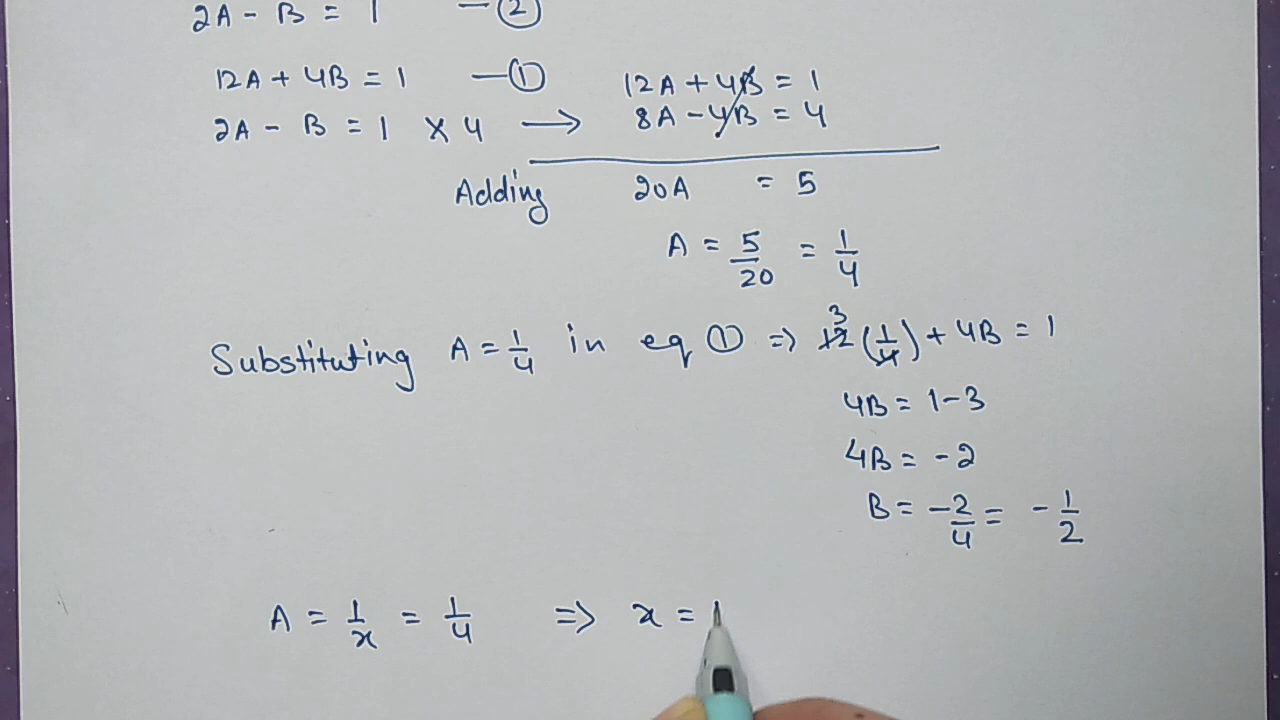 2A - B = 1 — ②
12A + 4B = 1 — ① 12A + 4B = 1
2A - B = 1 × 4 → 8A - 4B = 4
Adding 20A = 5
A = 5/20 = 1/4
Substituting A = 1/4 in eq ① ⇒ 12 3 (1/4) + 4B = 1
4B = 1-3
4B = -2
B = -2/4 = -1/2
A = 1/x = 1/4 ⇒ x =